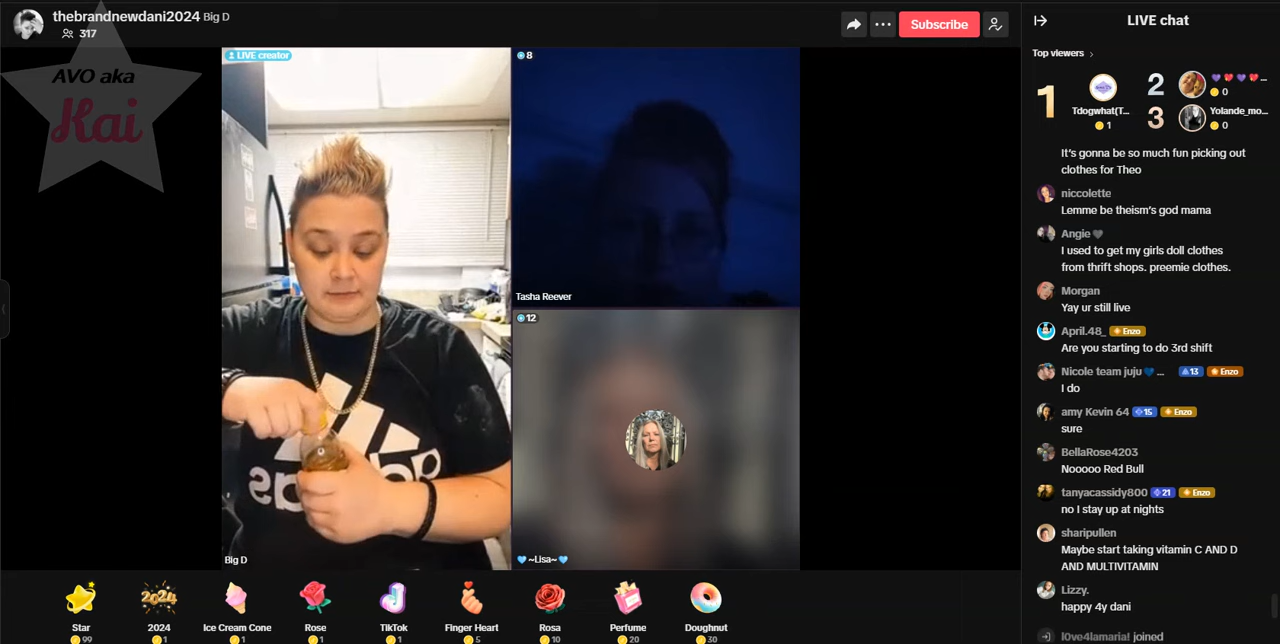 thebrandnewdani2024 Big D
317
Subscribe
AVO aka
Kai
LIVE creator
8
Tasha Reever
12
Big D
~Lisa~
Star
99
2024
1
Ice Cream Cone
1
Rose
1
TikTok
1
Finger Heart
5
Rosa
10
Perfume
20
Doughnut
30
LIVE chat
Top viewers
1
Tdogwhat(T...
1
2
...
0
3
Yolande_mo...
0
It's gonna be so much fun picking out
clothes for Theo
niccolette
Lemme be theism's god mama
Angie
I used to get my girls doll clothes
from thrift shops. preemie clothes.
Morgan
Yay ur still live
April.48_ Enzo
Are you starting to do 3rd shift
Nicole team juju ... 13 Enzo
I do
amy Kevin 64 15 Enzo
sure
BellaRose4203
Nooooo Red Bull
tanyacassidy800 21 Enzo
no I stay up at nights
sharipullen
Maybe start taking vitamin C AND D
AND MULTIVITAMIN
Lizzy.
happy 4y dani
l0ve4lamaria! joined